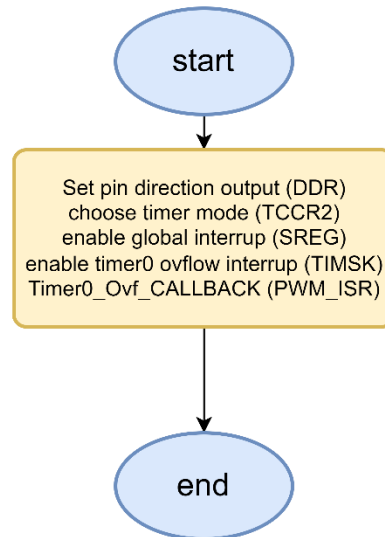 start
Set pin direction output (DDR)
choose timer mode (TCCR2)
enable global interrup (SREG)
enable timer0 ovflow interrup (TIMSK)
Timer0_Ovf_CALLBACK (PWM_ISR)
end